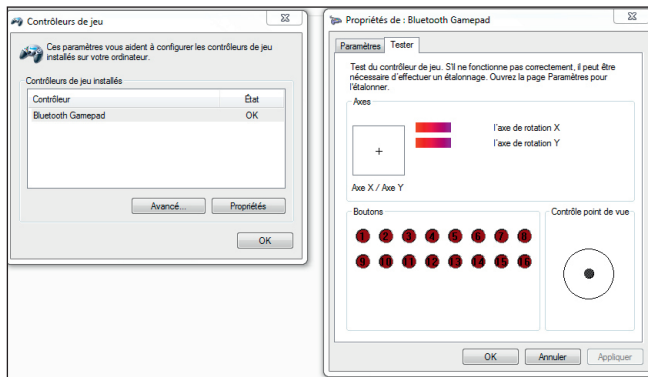 Contrôleurs de jeu
Ces paramètres vous aident à configurer les contrôleurs de jeu
installés sur votre ordinateur.
Contrôleurs de jeu installés
Contrôleur État
Bluetooth Gamepad OK
Avancé... Propriétés
OK
Propriétés de : Bluetooth Gamepad
Paramètres Tester
Test du contrôleur de jeu. S'il ne fonctionne pas correctement, il peut être
nécessaire d'effectuer un étalonnage. Ouvrez la page Paramètres pour
l'étalonner.
Axes
l'axe de rotation X
l'axe de rotation Y
Axe X / Axe Y
Boutons
1 2 3 4 5 6 7 8
9 10 11 12 13 14 15 16
Contrôle point de vue
OK Annuler Appliquer